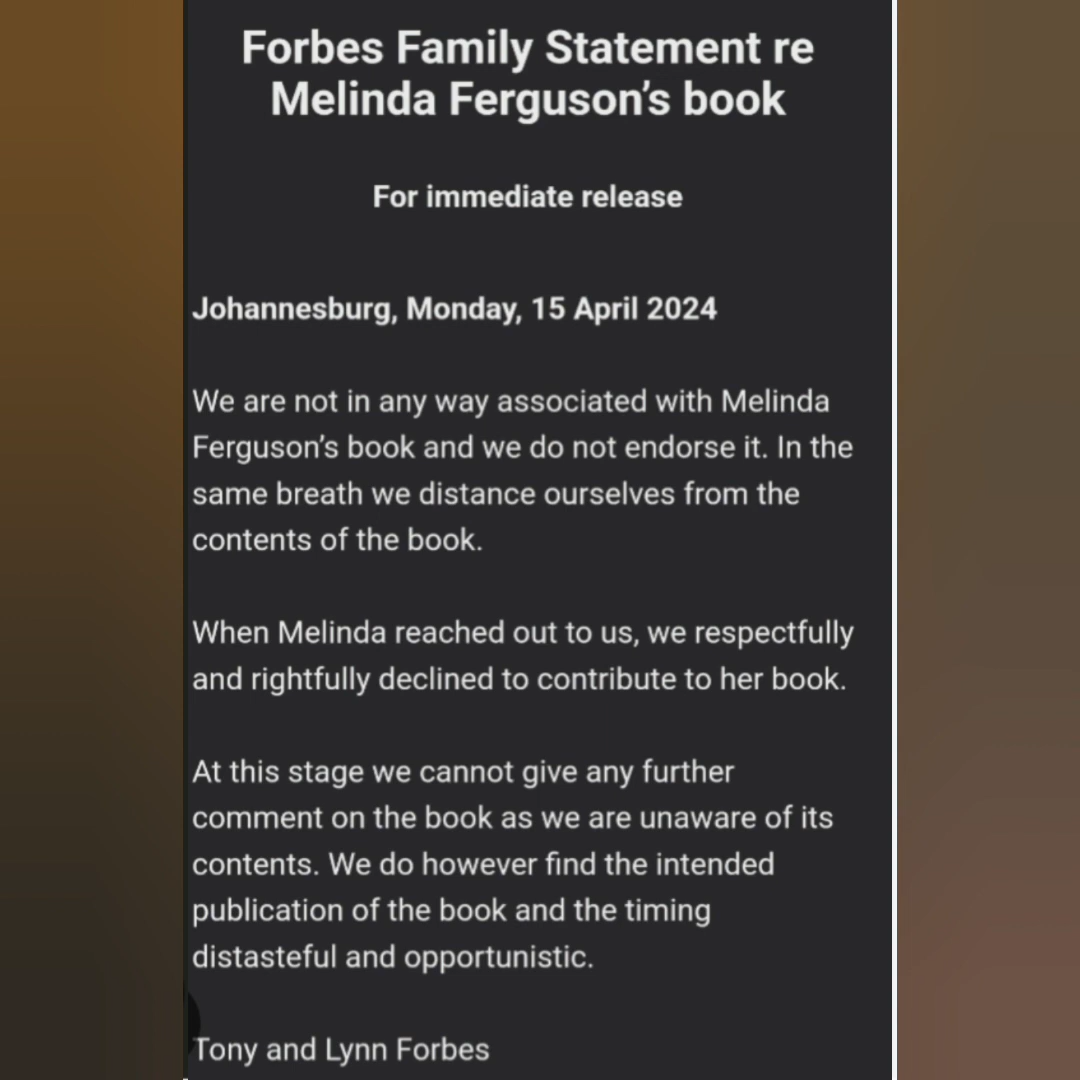 Forbes Family Statement re
Melinda Ferguson’s book
For immediate release
Johannesburg, Monday, 15 April 2024
We are not in any way associated with Melinda
Ferguson’s book and we do not endorse it. In the
same breath we distance ourselves from the
contents of the book.
When Melinda reached out to us, we respectfully
and rightfully declined to contribute to her book.
At this stage we cannot give any further
comment on the book as we are unaware of its
contents. We do however find the intended
publication of the book and the timing
distasteful and opportunistic.
Tony and Lynn Forbes